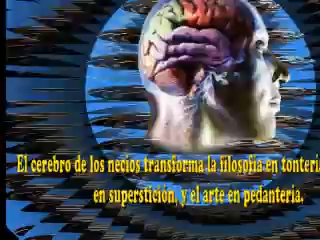 El cerebro de los necios transforma la filosofía en tonterí
en superstición, y el arte en pedantería.